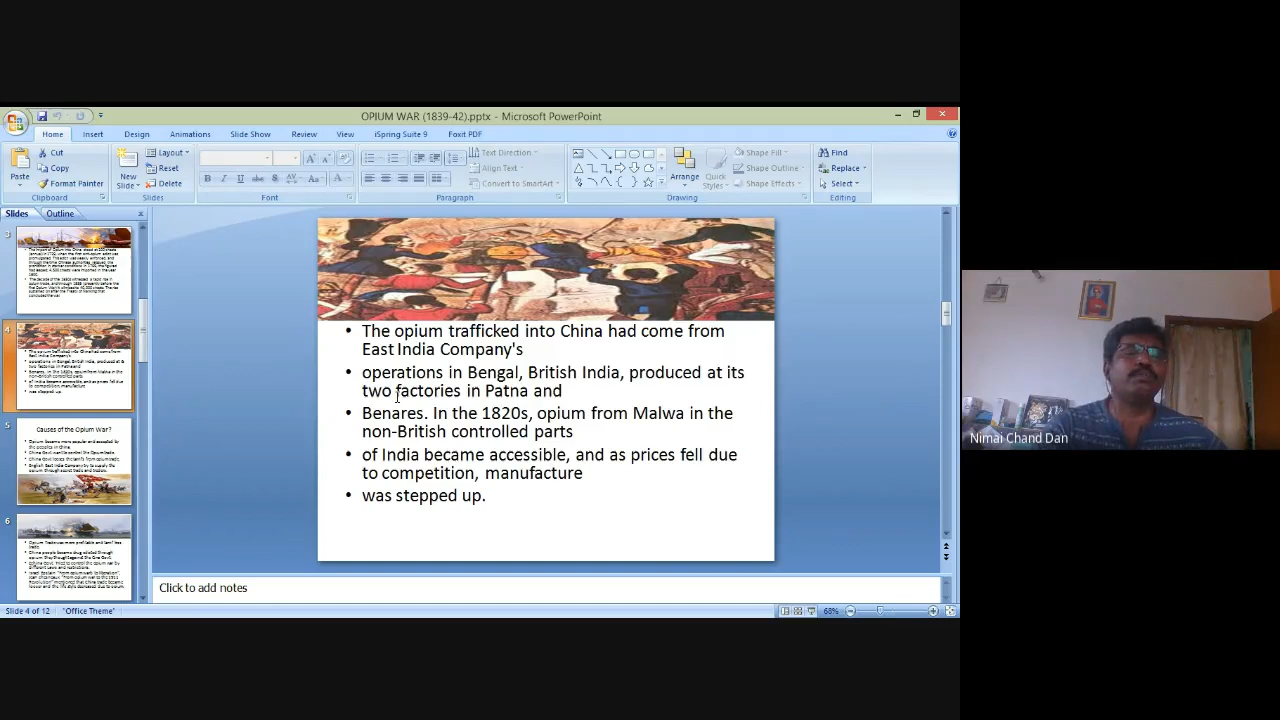 OPIUM WAR (1839-42).pptx - Microsoft PowerPoint
Home Insert Design Animations Slide Show Review View iSpring Suite 9 Foxit PDF
Paste Cut Copy Format Painter
Clipboard
New Slide Layout Reset Delete
Slides
Font
Text Direction Align Text Convert to SmartArt
Paragraph
Arrange Quick Styles Shape Fill Shape Outline Shape Effects
Drawing
Find Replace Select
Editing
Slides Outline
3
4
The opium trafficked into China had come from
East India Company's
operations in Bengal, British India, produced at its
two factories in Patna and
Benares. In the 1820s, opium from Malwa in the
non-British controlled parts
of India became accessible, and as prices fell due
to competition, manufacture
was stepped up.
5
Causes of the Opium War?
6
Click to add notes
Slide 4 of 12 "Office Theme" 68%
Nimai Chand Dan